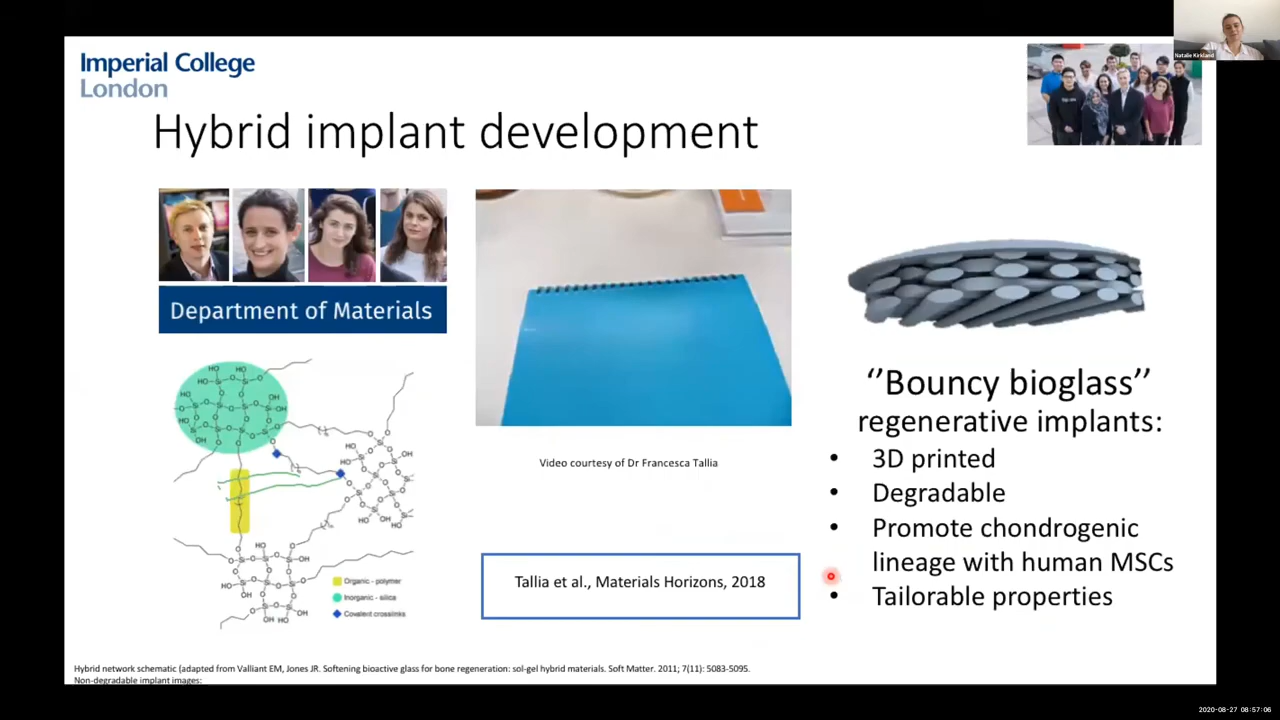 Natalie Kirkland
Imperial College
London
Hybrid implant development
Department of Materials
Organic - polymer
Inorganic - silica
Covalent crosslinks
Video courtesy of Dr Francesca Tallia
Tallia et al., Materials Horizons, 2018
‘’Bouncy bioglass’’
regenerative implants:
• 3D printed
• Degradable
• Promote chondrogenic
lineage with human MSCs
• Tailorable properties
Hybrid network schematic (adapted from Valliant EM, Jones JR. Softening bioactive glass for bone regeneration: sol-gel hybrid materials. Soft Matter. 2011; 7(11): 5083-5095.
Non-degradable implant images:
2020-08-27 08:57:06